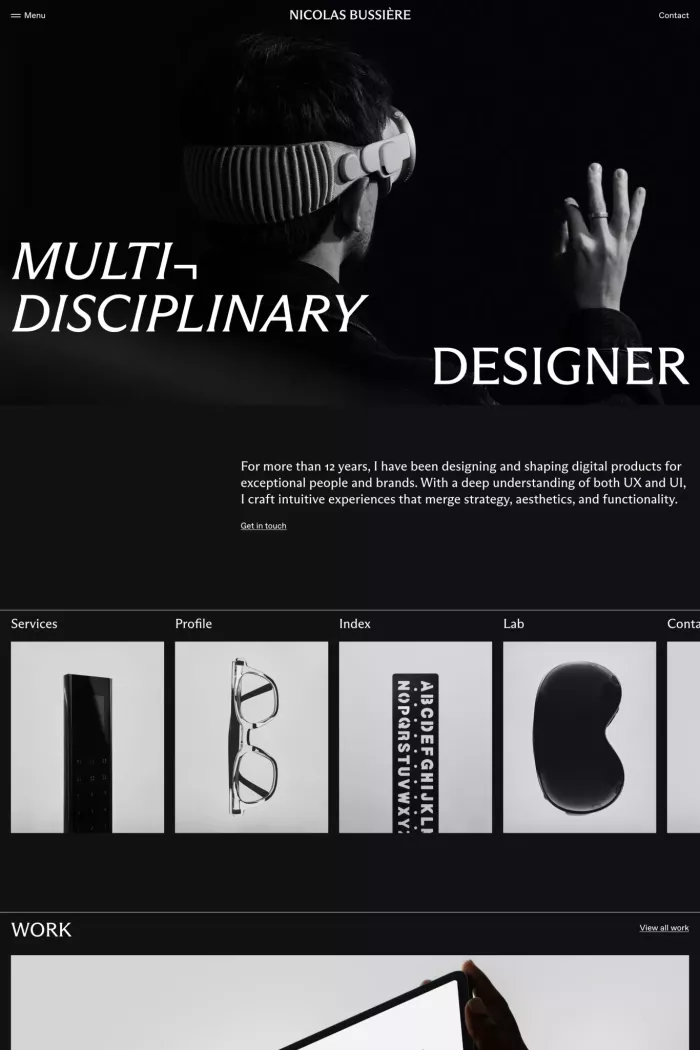 Menu
NICOLAS BUSSIÈRE
Contact
MULTI¬
DISCIPLINARY
DESIGNER
For more than 12 years, I have been designing and shaping digital products for
exceptional people and brands. With a deep understanding of both UX and UI,
I craft intuitive experiences that merge strategy, aesthetics, and functionality.
Get in touch
Services
Profile
Index
Lab
Conta
ABCDEFGHIJKL
NOPQRSTUVWXY
WORK
View all work